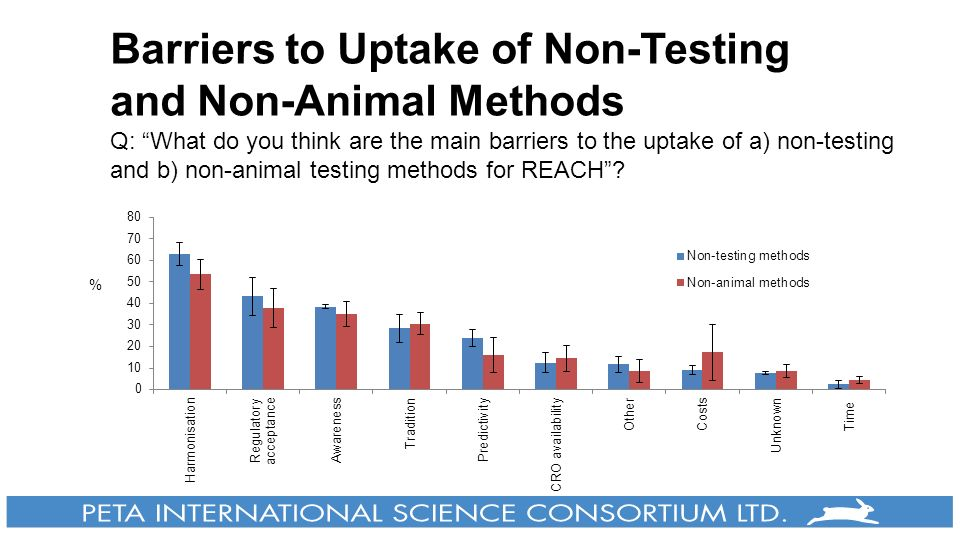 Barriers to Uptake of Non-Testing
and Non-Animal Methods
Q: “What do you think are the main barriers to the uptake of a) non-testing
and b) non-animal testing methods for REACH”?
80
70
60
50
40
30
20
10
0
%
Non-testing methods
Non-animal methods
Harmonisation
Regulatory
acceptance
Awareness
Tradition
Predictivity
CRO availability
Other
Costs
Unknown
Time
PETA INTERNATIONAL SCIENCE CONSORTIUM LTD.